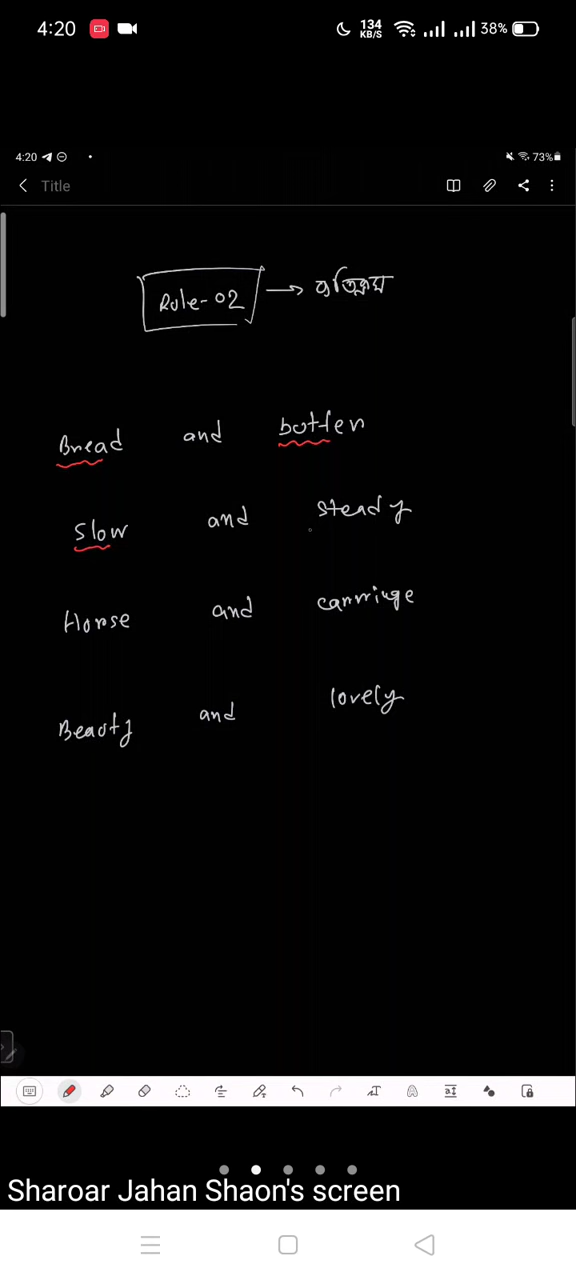 4:20 134 KB/S 38%
4:20 73%
Title
Rule-02 → ব্যতিক্রম
Bread and butter
Slow and steady
Horse and carriage
Beauty and lovely
Sharoar Jahan Shaon's screen